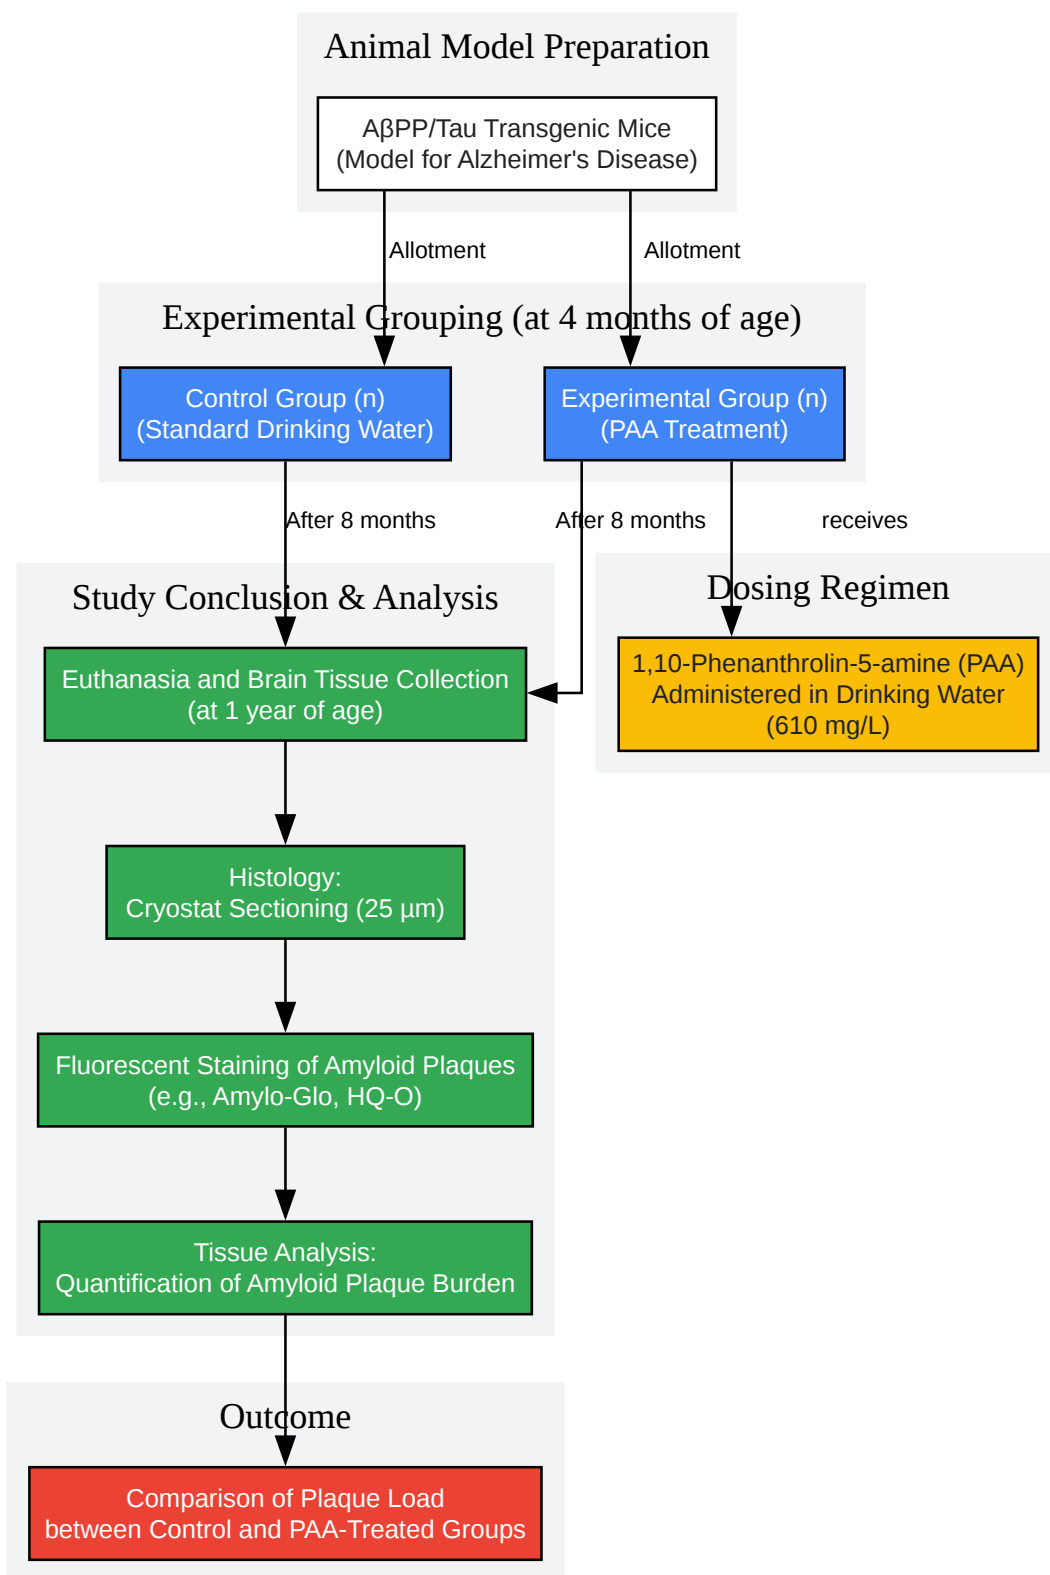 Animal Model Preparation
AβPP/Tau Transgenic Mice
(Model for Alzheimer's Disease)
Allotment
Allotment
Experimental Grouping (at 4 months of age)
Control Group (n)
(Standard Drinking Water)
Experimental Group (n)
(PAA Treatment)
After 8 months
After 8 months
receives
Study Conclusion & Analysis
Euthanasia and Brain Tissue Collection
(at 1 year of age)
Dosing Regimen
1,10-Phenanthrolin-5-amine (PAA)
Administered in Drinking Water
(610 mg/L)
Histology:
Cryostat Sectioning (25 µm)
Fluorescent Staining of Amyloid Plaques
(e.g., Amylo-Glo, HQ-O)
Tissue Analysis:
Quantification of Amyloid Plaque Burden
Outcome
Comparison of Plaque Load
between Control and PAA-Treated Groups